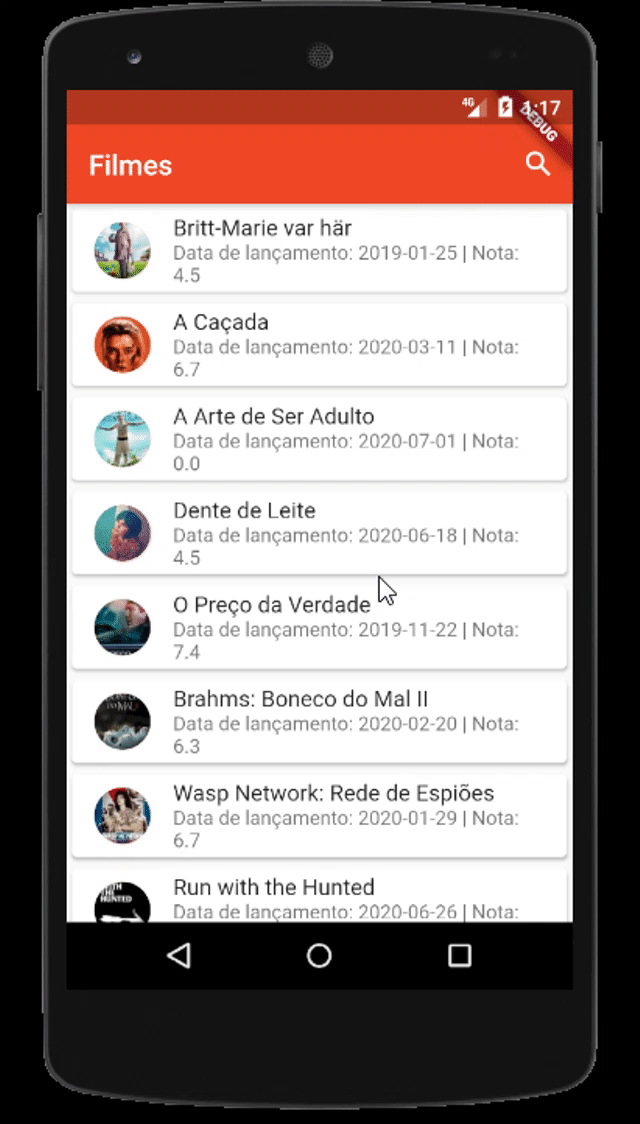 4G 1:17
DEBUG
Filmes
Britt-Marie var här
Data de lançamento: 2019-01-25 | Nota:
4.5
A Caçada
Data de lançamento: 2020-03-11 | Nota:
6.7
A Arte de Ser Adulto
Data de lançamento: 2020-07-01 | Nota:
0.0
Dente de Leite
Data de lançamento: 2020-06-18 | Nota:
4.5
O Preço da Verdade
Data de lançamento: 2019-11-22 | Nota:
7.4
Brahms: Boneco do Mal II
Data de lançamento: 2020-02-20 | Nota:
6.3
Wasp Network: Rede de Espiões
Data de lançamento: 2020-01-29 | Nota:
6.7
HUNTED
Run with the Hunted
Data de lançamento: 2020-06-26 | Nota: